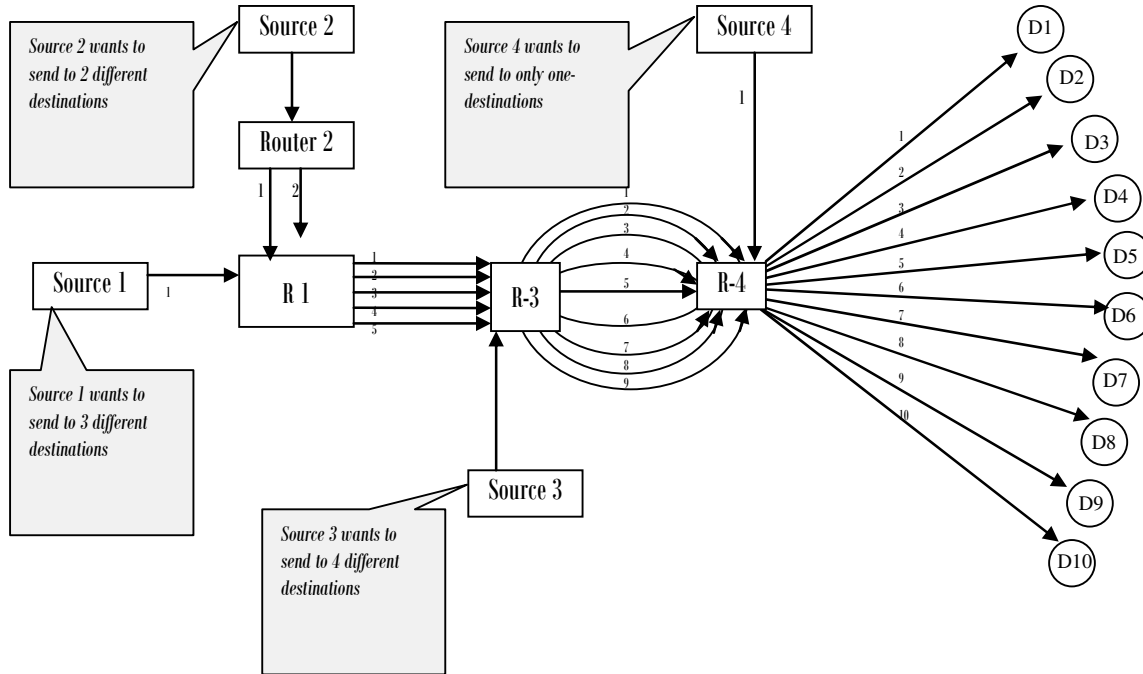 Source 2 wants to
send to 2 different
destinations
Source 2
Source 4 wants to
send to only one-
destinations
Source 4
1
Router 2
1
2
Source 1
1
R 1
1
2
3
4
5
R-3
1
2
3
4
5
6
7
8
9
R-4
1
2
3
4
5
6
7
8
9
10
D1
D2
D3
D4
D5
D6
D7
D8
D9
D10
Source 1 wants to
send to 3 different
destinations
Source 3
Source 3 wants to
send to 4 different
destinations